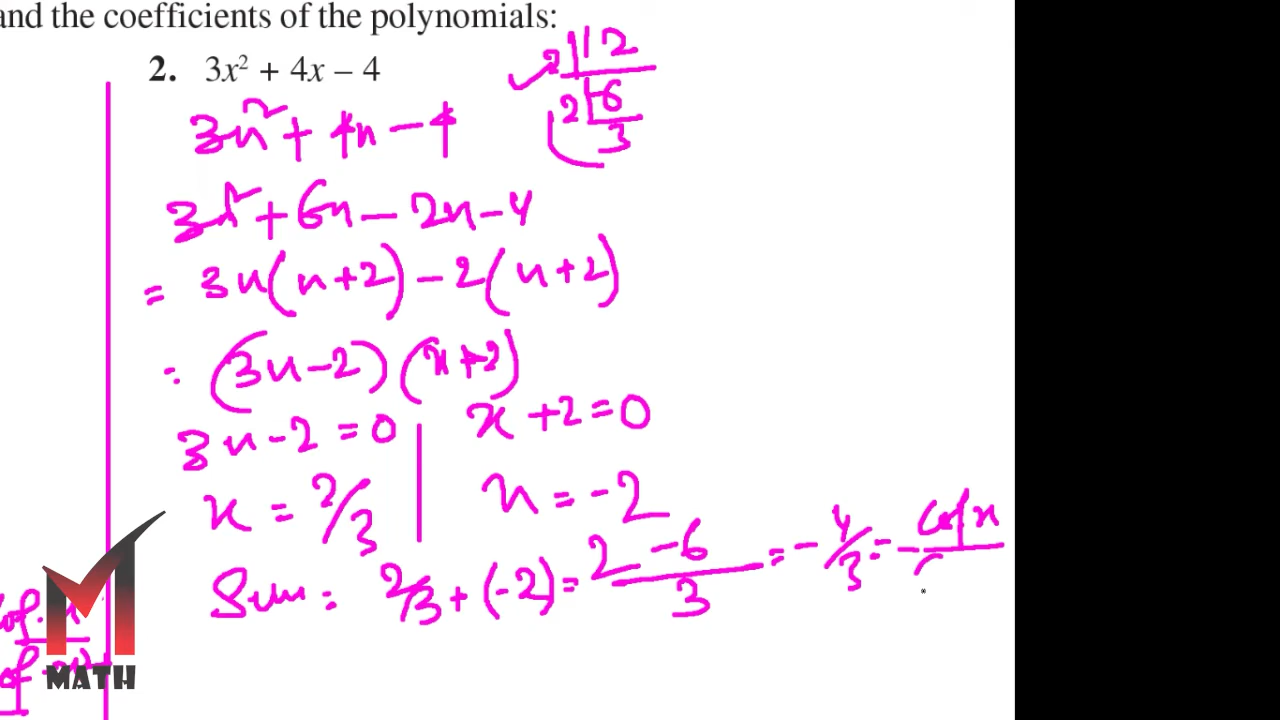 and the coefficients of the polynomials:
2. 3x² + 4x – 4
2 | 12
2 | 6
3
3x² + 4x - 4
3x² + 6x - 2x - 4
= 3x(x+2) - 2(x+2)
= (3x-2)(x+2)
3x-2=0 | x+2=0
x = 2/3 x = -2
Sum = 2/3 + (-2) = 2-6/3 = -4/3 = - cof x
MATH